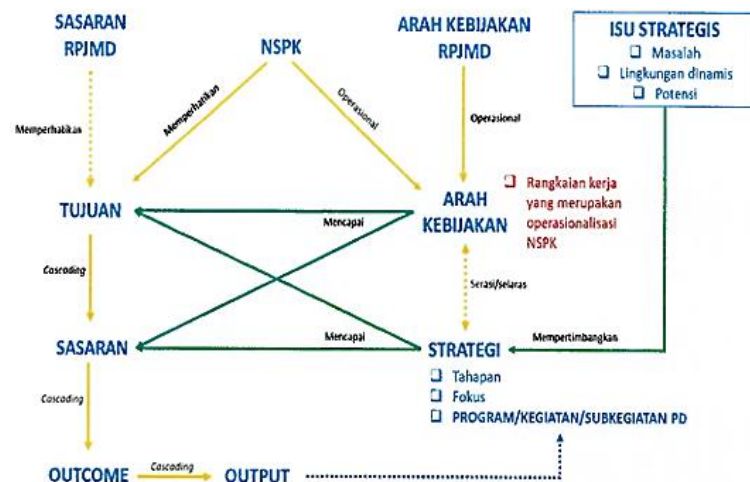 SASARAN
RPJMD
NSPK
ARAH KEBIJAKAN
RPJMD
ISU STRATEGIS
Masalah
Lingkungan dinamis
Potensi
Memperhatikan
Memperhatikan
Operasional
Operasional
TUJUAN
ARAH
KEBIJAKAN
Rangkaian kerja
yang merupakan
operasionalisasi
NSPK
Mencapai
Cascading
Serasi/selaras
Mencapai
Mempertimbangkan
SASARAN
STRATEGI
Tahapan
Fokus
PROGRAM/KEGIATAN/SUBKEGIATAN PD
Cascading
OUTCOME
Cascading
OUTPUT